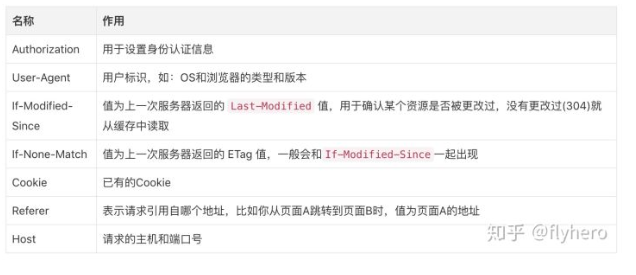 名称 作用
Authorization 用于设置身份认证信息
User-Agent 用户标识，如：OS和浏览器的类型和版本
If-Modified-Since 值为上一次服务器返回的 Last-Modified 值，用于确认某个资源是否被更改过，没有更改过(304)就
从缓存中读取
If-None-Match 值为上一次服务器返回的 ETag 值，一般会和 If-Modified-Since 一起出现
Cookie 已有的Cookie
Referer 表示请求引用自哪个地址，比如你从页面A跳转到页面B时，值为页面A的地址
Host 请求的主机和端口号
知乎 @flyhero